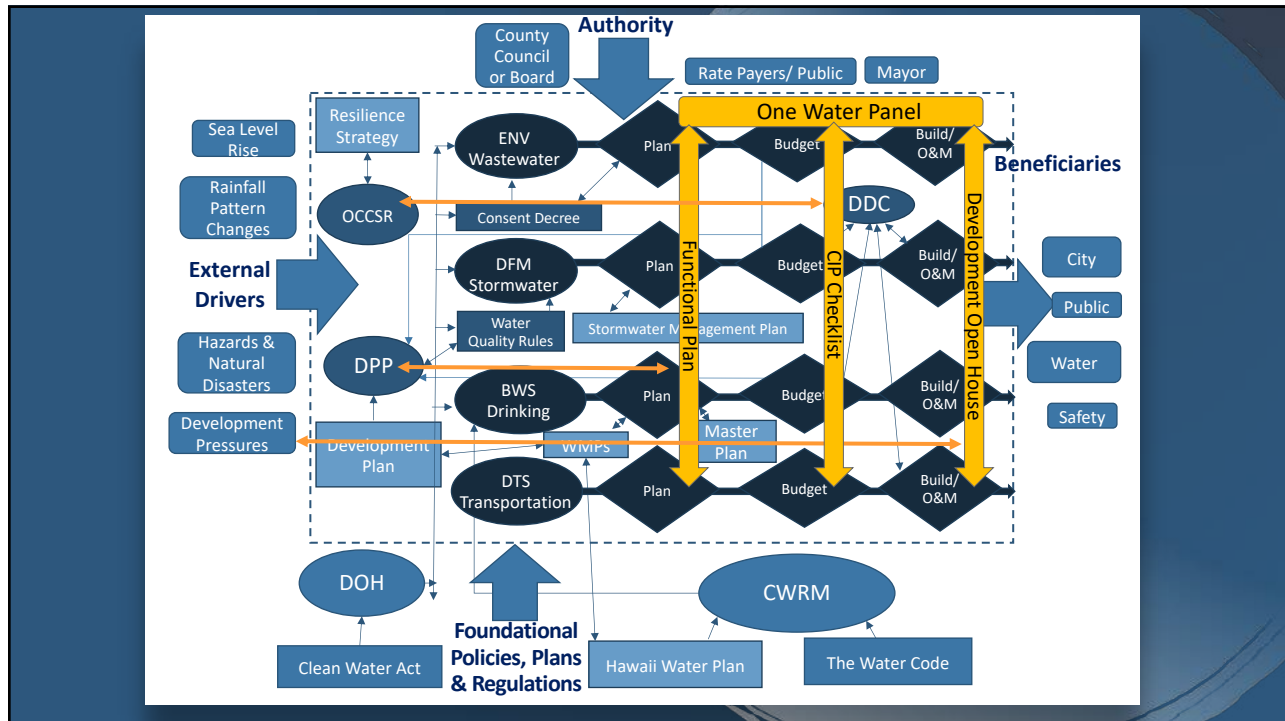 Authority
County
Council
or Board
Rate Payers/ Public
Mayor
One Water Panel
Resilience
Strategy
Sea Level
Rise
ENV
Wastewater
Plan
Budget
Build/
O&M
Beneficiaries
Rainfall
Pattern
Changes
OCCSR
Consent Decree
DDC
Functional Plan
CIP Checklist
Development Open House
External
Drivers
DFM
Stormwater
Plan
Budget
Build/
O&M
City
Public
Water
Quality Rules
Stormwater Management Plan
Hazards &
Natural
Disasters
DPP
Water
BWS
Drinking
Plan
Budget
Build/
O&M
Safety
Development
Pressures
Development
Plan
WMPs
Master
Plan
DTS
Transportation
Plan
Budget
Build/
O&M
DOH
CWRM
Foundational
Policies, Plans
& Regulations
Clean Water Act
Hawaii Water Plan
The Water Code